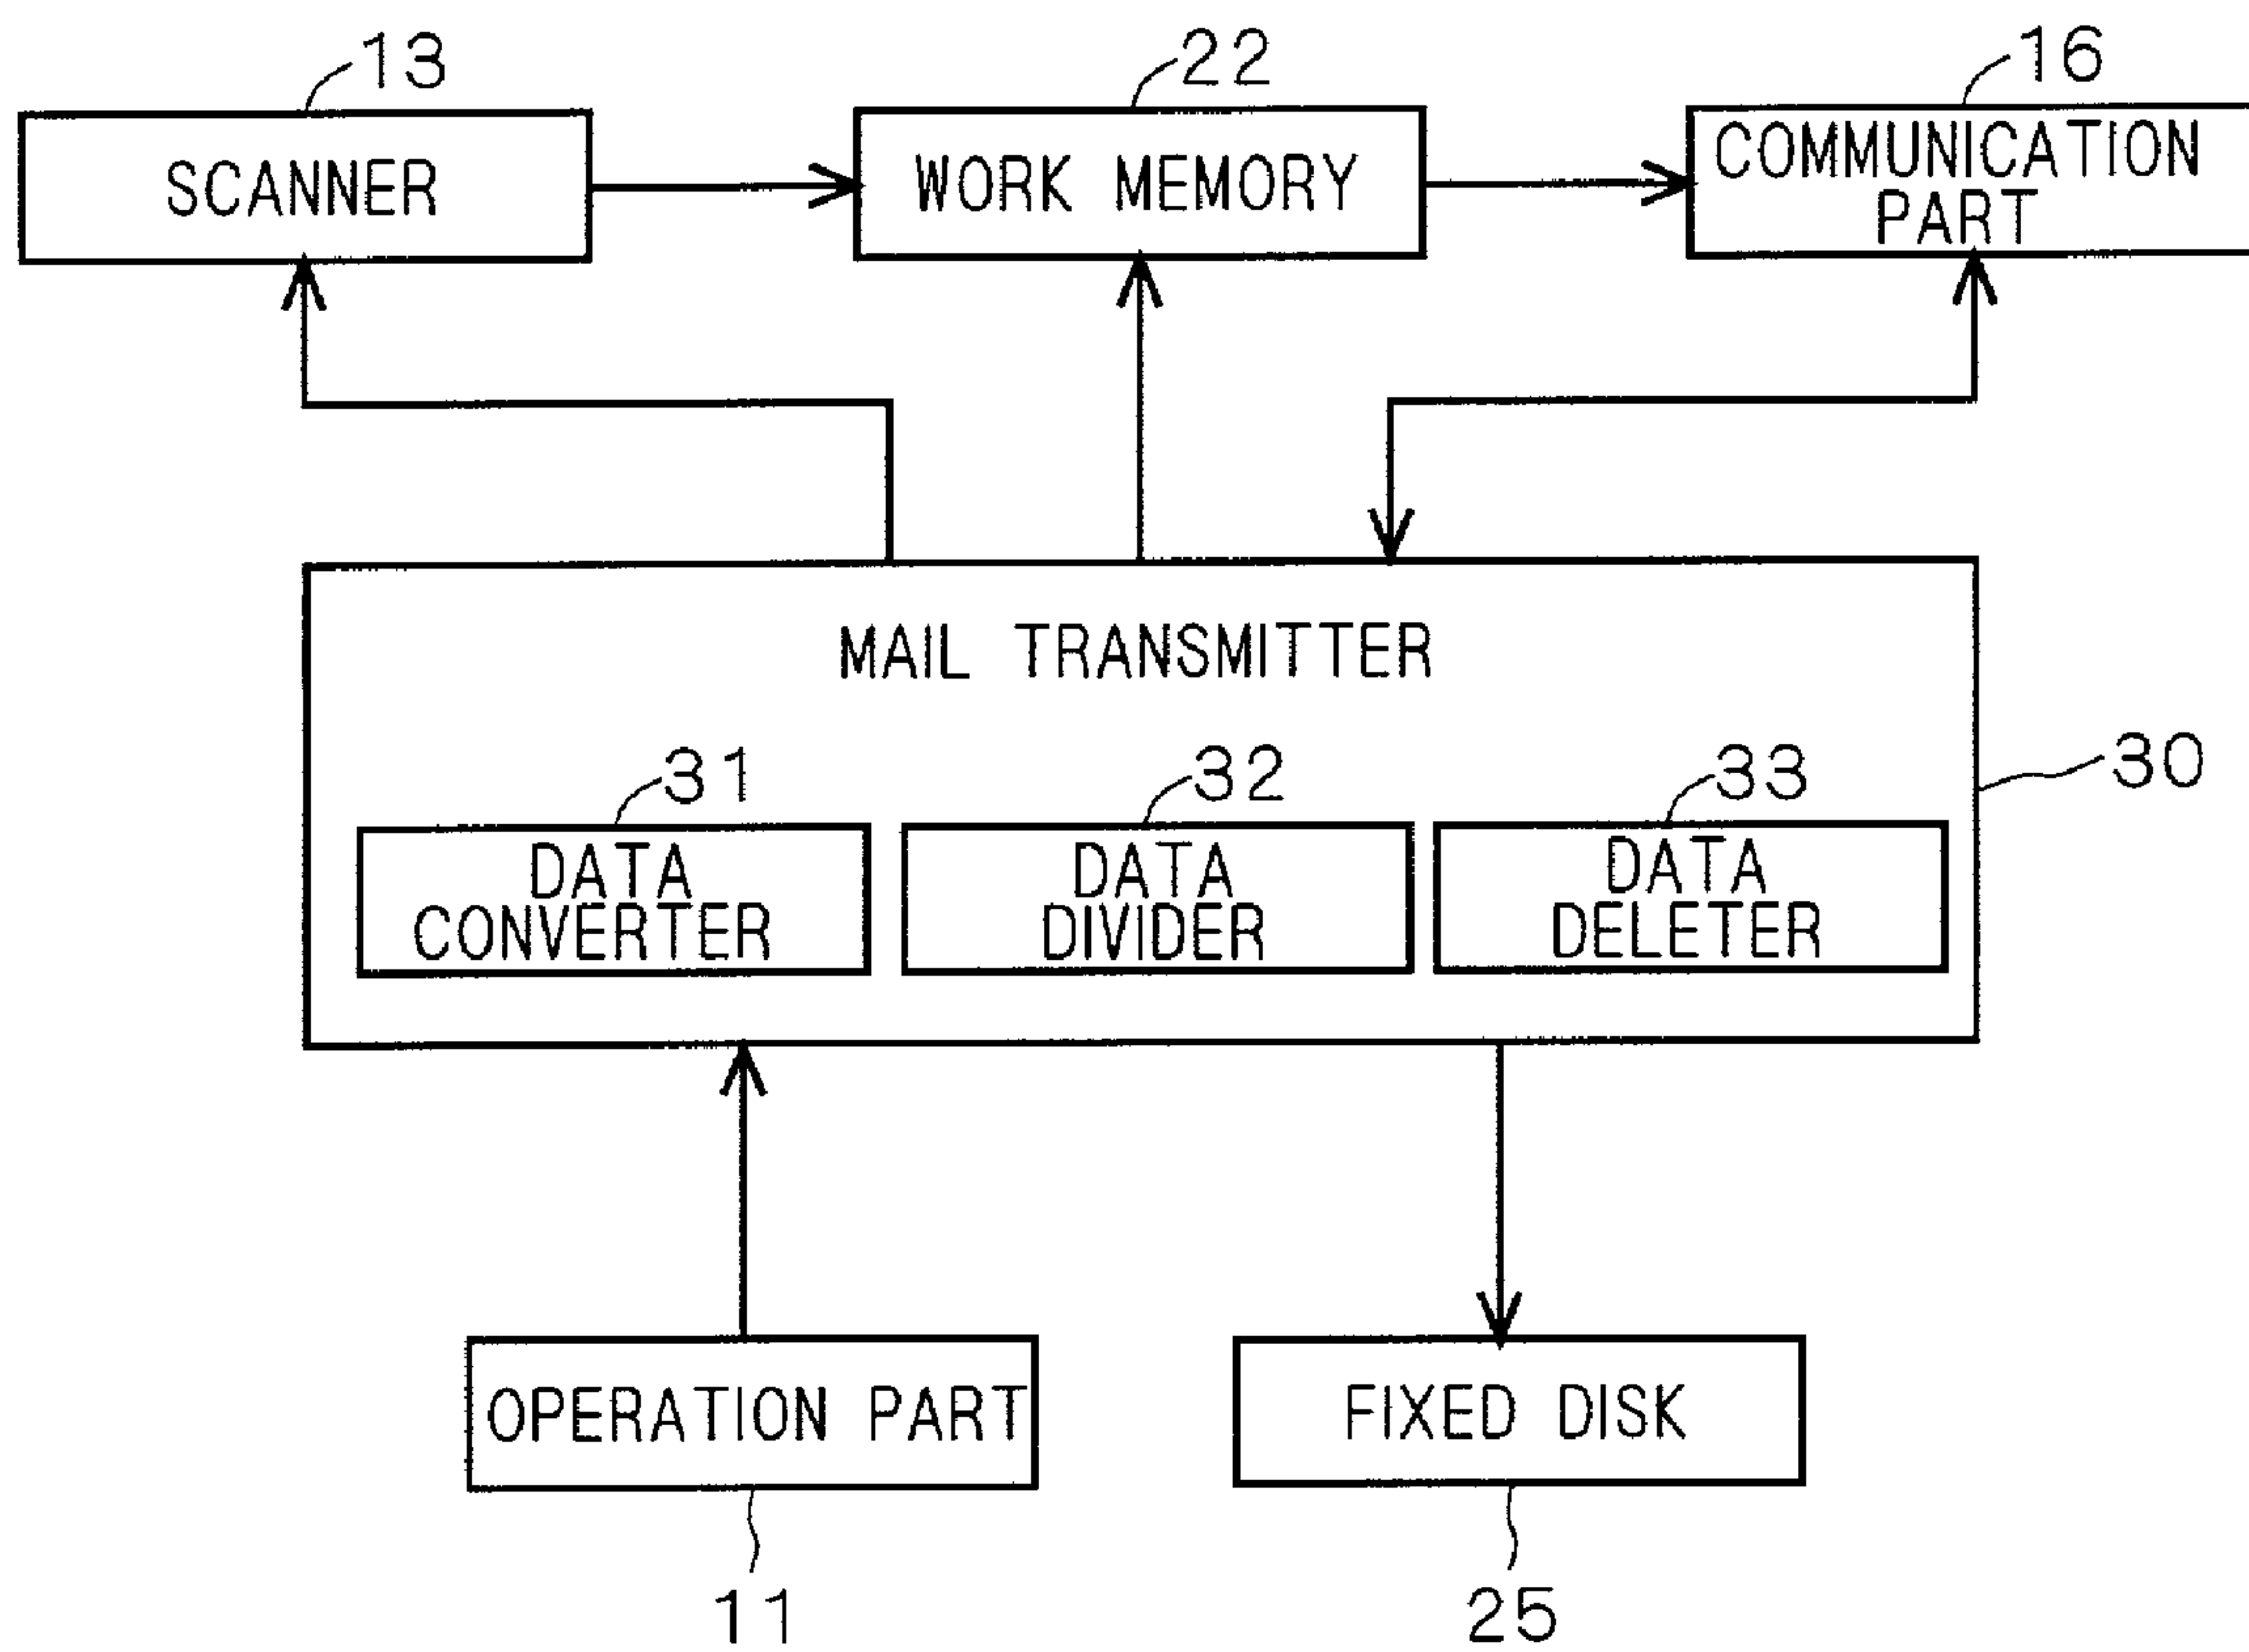 13
22
16
SCANNER
WORK MEMORY
COMMUNICATION
PART
MAIL TRANSMITTER
30
31
32
33
DATA
CONVERTER
DATA
DIVIDER
DATA
DELETER
OPERATION PART
FIXED DISK
11
25